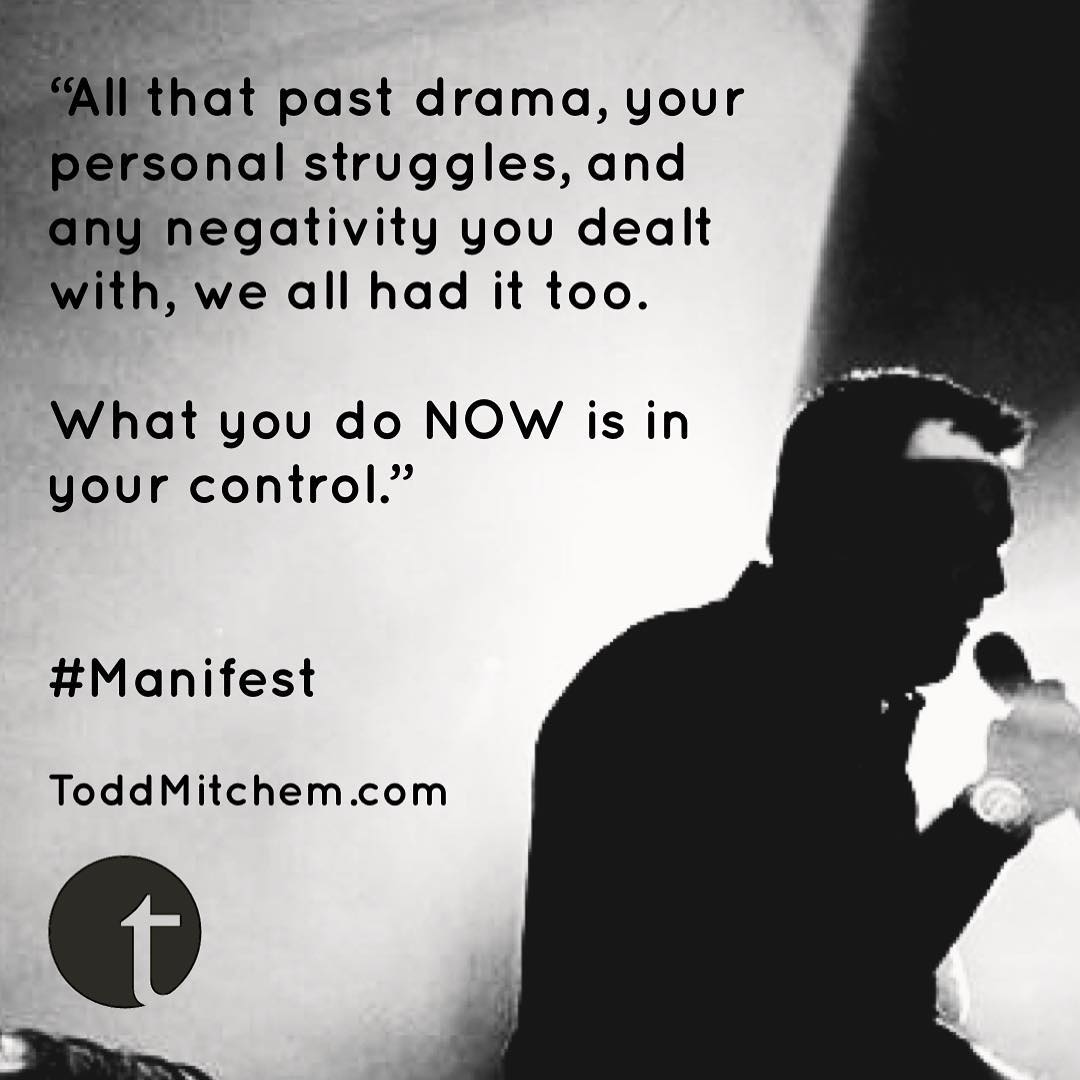 “All that past drama, your
personal struggles, and
any negativity you dealt
with, we all had it too.
What you do NOW is in
your control.”
#Manifest
ToddMitchem.com
t